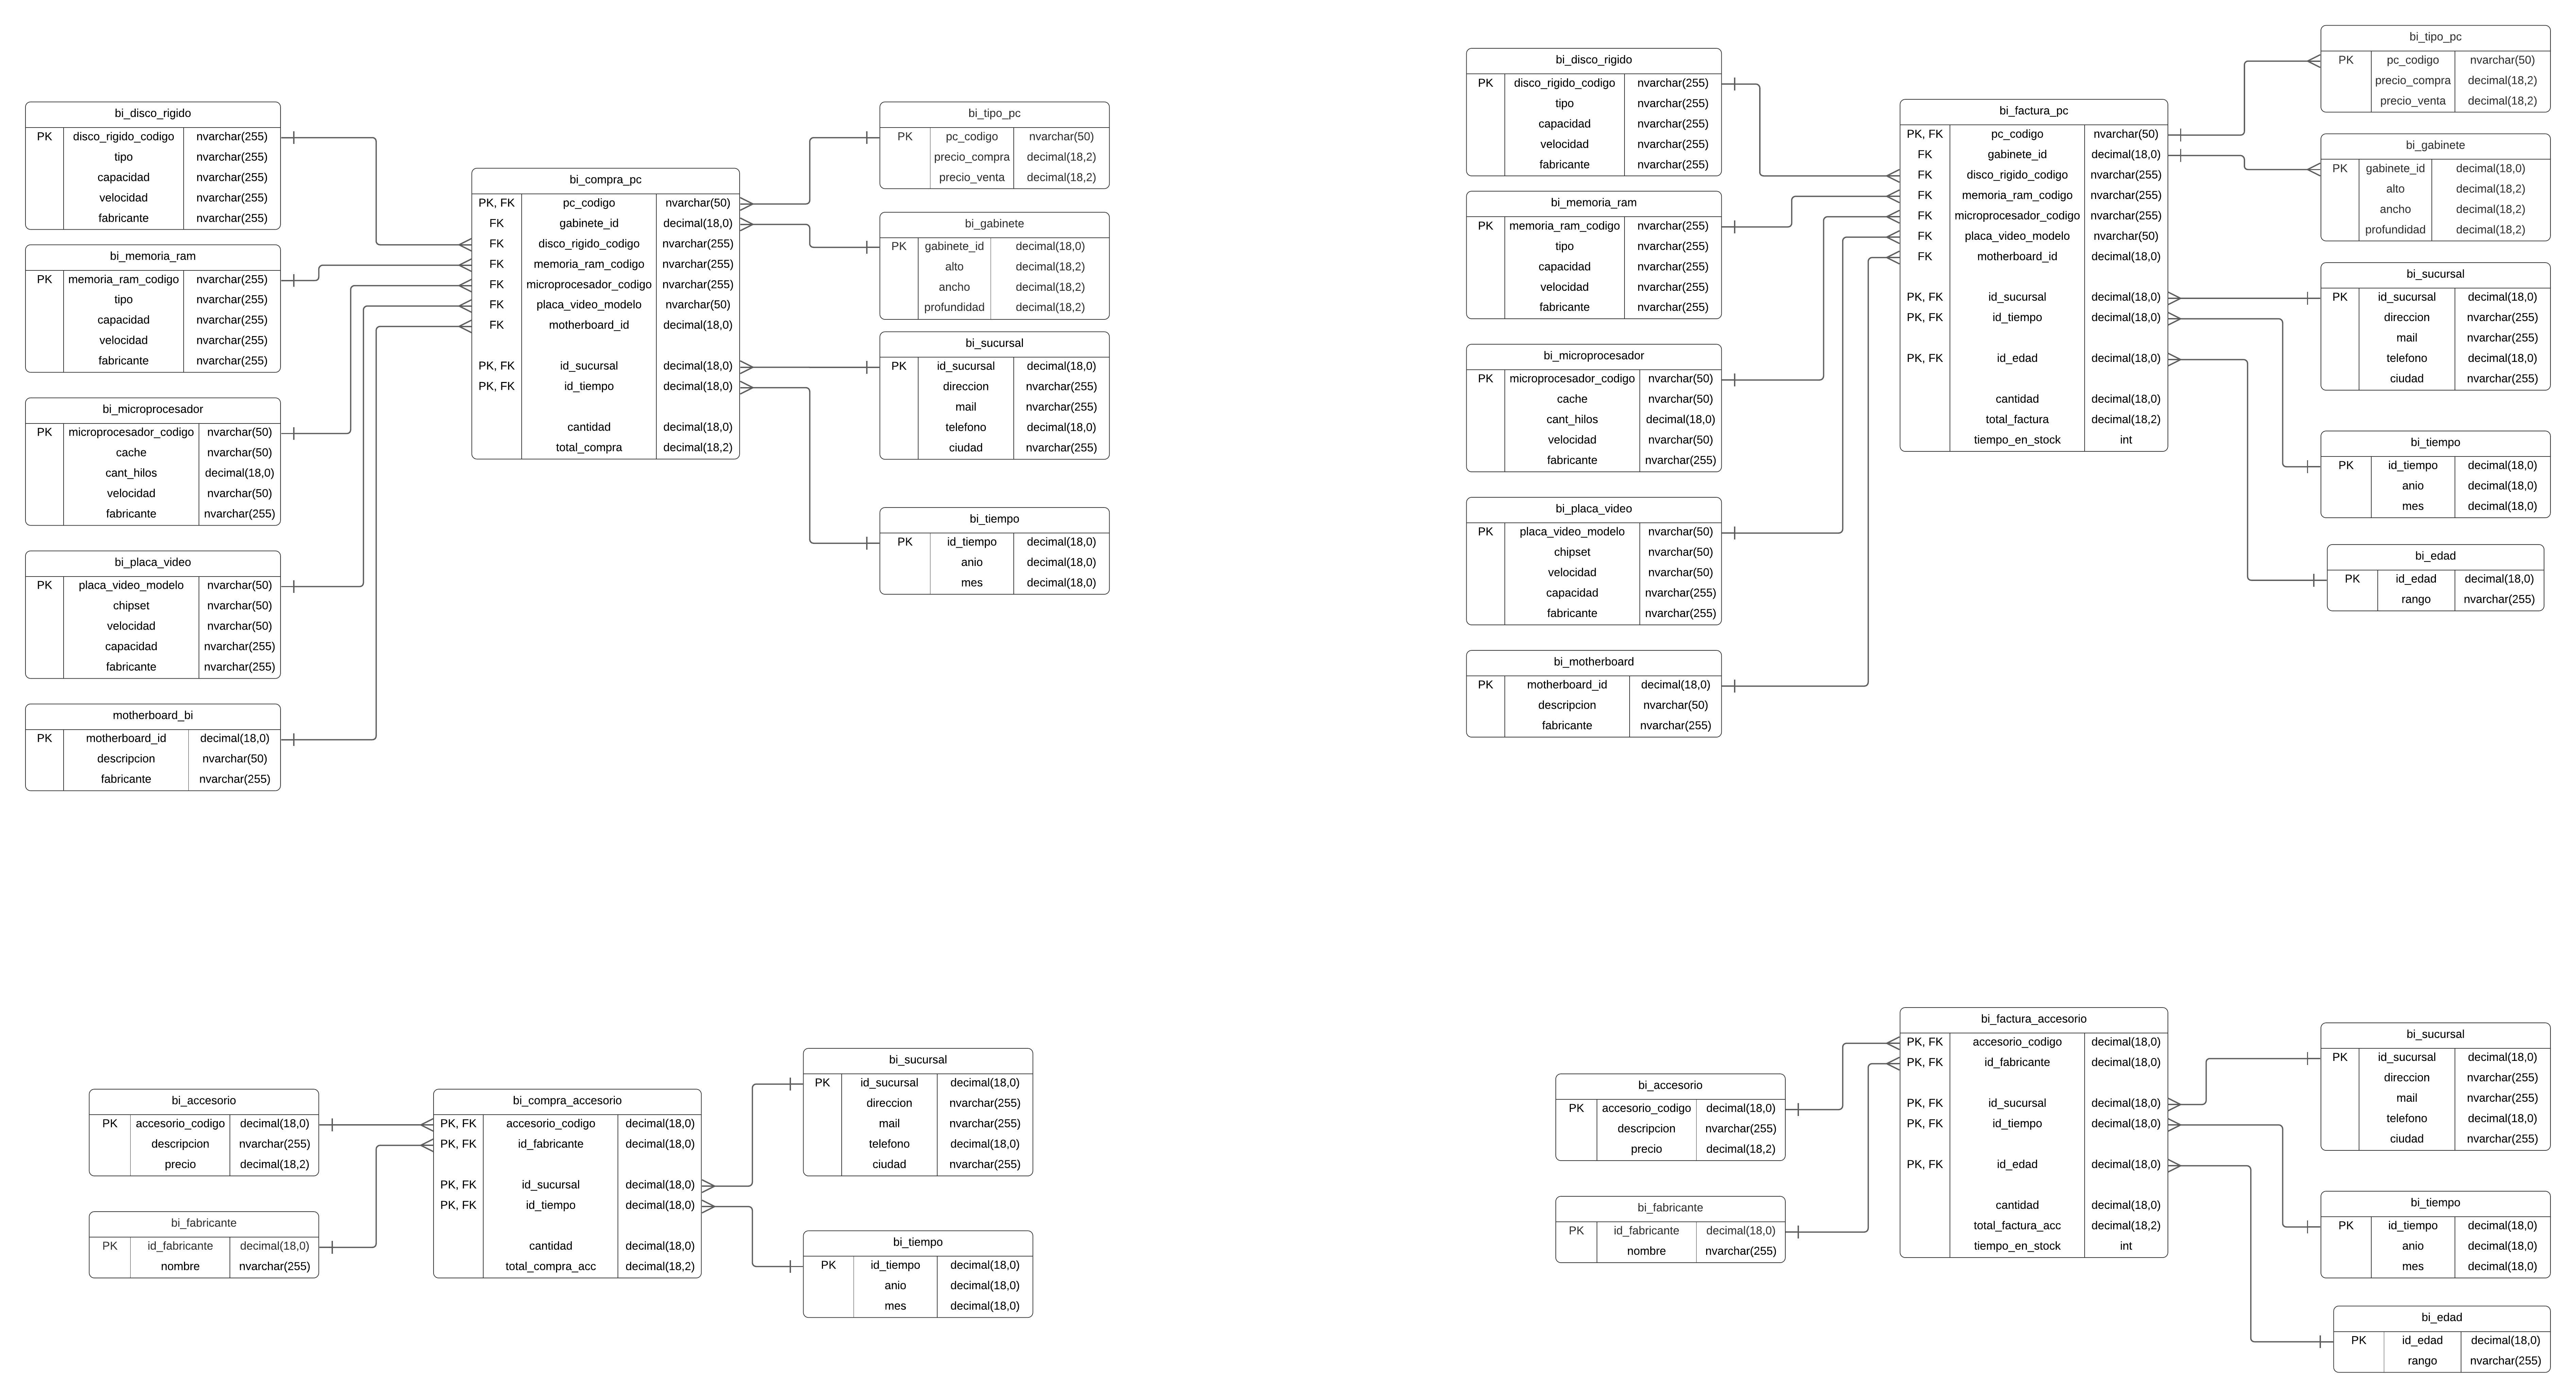 bi_disco_rigido
PK disco_rigido_codigo nvarchar(255)
tipo nvarchar(255)
capacidad nvarchar(255)
velocidad nvarchar(255)
fabricante nvarchar(255)
bi_memoria_ram
PK memoria_ram_codigo nvarchar(255)
tipo nvarchar(255)
capacidad nvarchar(255)
velocidad nvarchar(255)
fabricante nvarchar(255)
bi_microprocesador
PK microprocesador_codigo nvarchar(50)
cache nvarchar(50)
cant_hilos decimal(18,0)
velocidad nvarchar(50)
fabricante nvarchar(255)
bi_placa_video
PK placa_video_modelo nvarchar(50)
chipset nvarchar(50)
velocidad nvarchar(50)
capacidad nvarchar(255)
fabricante nvarchar(255)
motherboard_bi
PK motherboard_id decimal(18,0)
descripcion nvarchar(50)
fabricante nvarchar(255)
bi_compra_pc
PK, FK pc_codigo nvarchar(50)
FK gabinete_id decimal(18,0)
FK disco_rigido_codigo nvarchar(255)
FK memoria_ram_codigo nvarchar(255)
FK microprocesador_codigo nvarchar(255)
FK placa_video_modelo nvarchar(50)
FK motherboard_id decimal(18,0)
PK, FK id_sucursal decimal(18,0)
PK, FK id_tiempo decimal(18,0)
cantidad decimal(18,0)
total_compra decimal(18,2)
bi_tipo_pc
PK pc_codigo nvarchar(50)
precio_compra decimal(18,2)
precio_venta decimal(18,2)
bi_gabinete
PK gabinete_id decimal(18,0)
alto decimal(18,2)
ancho decimal(18,2)
profundidad decimal(18,2)
bi_sucursal
PK id_sucursal decimal(18,0)
direccion nvarchar(255)
mail nvarchar(255)
telefono decimal(18,0)
ciudad nvarchar(255)
bi_tiempo
PK id_tiempo decimal(18,0)
anio decimal(18,0)
mes decimal(18,0)
bi_disco_rigido
PK disco_rigido_codigo nvarchar(255)
tipo nvarchar(255)
capacidad nvarchar(255)
velocidad nvarchar(255)
fabricante nvarchar(255)
bi_memoria_ram
PK memoria_ram_codigo nvarchar(255)
tipo nvarchar(255)
capacidad nvarchar(255)
velocidad nvarchar(255)
fabricante nvarchar(255)
bi_microprocesador
PK microprocesador_codigo nvarchar(50)
cache nvarchar(50)
cant_hilos decimal(18,0)
velocidad nvarchar(50)
fabricante nvarchar(255)
bi_placa_video
PK placa_video_modelo nvarchar(50)
chipset nvarchar(50)
velocidad nvarchar(50)
capacidad nvarchar(255)
fabricante nvarchar(255)
bi_motherboard
PK motherboard_id decimal(18,0)
descripcion nvarchar(50)
fabricante nvarchar(255)
bi_factura_pc
PK, FK pc_codigo nvarchar(50)
FK gabinete_id decimal(18,0)
FK disco_rigido_codigo nvarchar(255)
FK memoria_ram_codigo nvarchar(255)
FK microprocesador_codigo nvarchar(255)
FK placa_video_modelo nvarchar(50)
FK motherboard_id decimal(18,0)
PK, FK id_sucursal decimal(18,0)
PK, FK id_tiempo decimal(18,0)
PK, FK id_edad decimal(18,0)
cantidad decimal(18,0)
total_factura decimal(18,2)
tiempo_en_stock int
bi_tipo_pc
PK pc_codigo nvarchar(50)
precio_compra decimal(18,2)
precio_venta decimal(18,2)
bi_gabinete
PK gabinete_id decimal(18,0)
alto decimal(18,2)
ancho decimal(18,2)
profundidad decimal(18,2)
bi_sucursal
PK id_sucursal decimal(18,0)
direccion nvarchar(255)
mail nvarchar(255)
telefono decimal(18,0)
ciudad nvarchar(255)
bi_tiempo
PK id_tiempo decimal(18,0)
anio decimal(18,0)
mes decimal(18,0)
bi_edad
PK id_edad decimal(18,0)
rango nvarchar(255)
bi_accesorio
PK accesorio_codigo decimal(18,0)
descripcion nvarchar(255)
precio decimal(18,2)
bi_fabricante
PK id_fabricante decimal(18,0)
nombre nvarchar(255)
bi_compra_accesorio
PK, FK accesorio_codigo decimal(18,0)
PK, FK id_fabricante decimal(18,0)
PK, FK id_sucursal decimal(18,0)
PK, FK id_tiempo decimal(18,0)
cantidad decimal(18,0)
total_compra_acc decimal(18,2)
bi_sucursal
PK id_sucursal decimal(18,0)
direccion nvarchar(255)
mail nvarchar(255)
telefono decimal(18,0)
ciudad nvarchar(255)
bi_tiempo
PK id_tiempo decimal(18,0)
anio decimal(18,0)
mes decimal(18,0)
bi_accesorio
PK accesorio_codigo decimal(18,0)
descripcion nvarchar(255)
precio decimal(18,2)
bi_fabricante
PK id_fabricante decimal(18,0)
nombre nvarchar(255)
bi_factura_accesorio
PK, FK accesorio_codigo decimal(18,0)
PK, FK id_fabricante decimal(18,0)
PK, FK id_sucursal decimal(18,0)
PK, FK id_tiempo decimal(18,0)
PK, FK id_edad decimal(18,0)
cantidad decimal(18,0)
total_factura_acc decimal(18,2)
tiempo_en_stock int
bi_sucursal
PK id_sucursal decimal(18,0)
direccion nvarchar(255)
mail nvarchar(255)
telefono decimal(18,0)
ciudad nvarchar(255)
bi_tiempo
PK id_tiempo decimal(18,0)
anio decimal(18,0)
mes decimal(18,0)
bi_edad
PK id_edad decimal(18,0)
rango nvarchar(255)